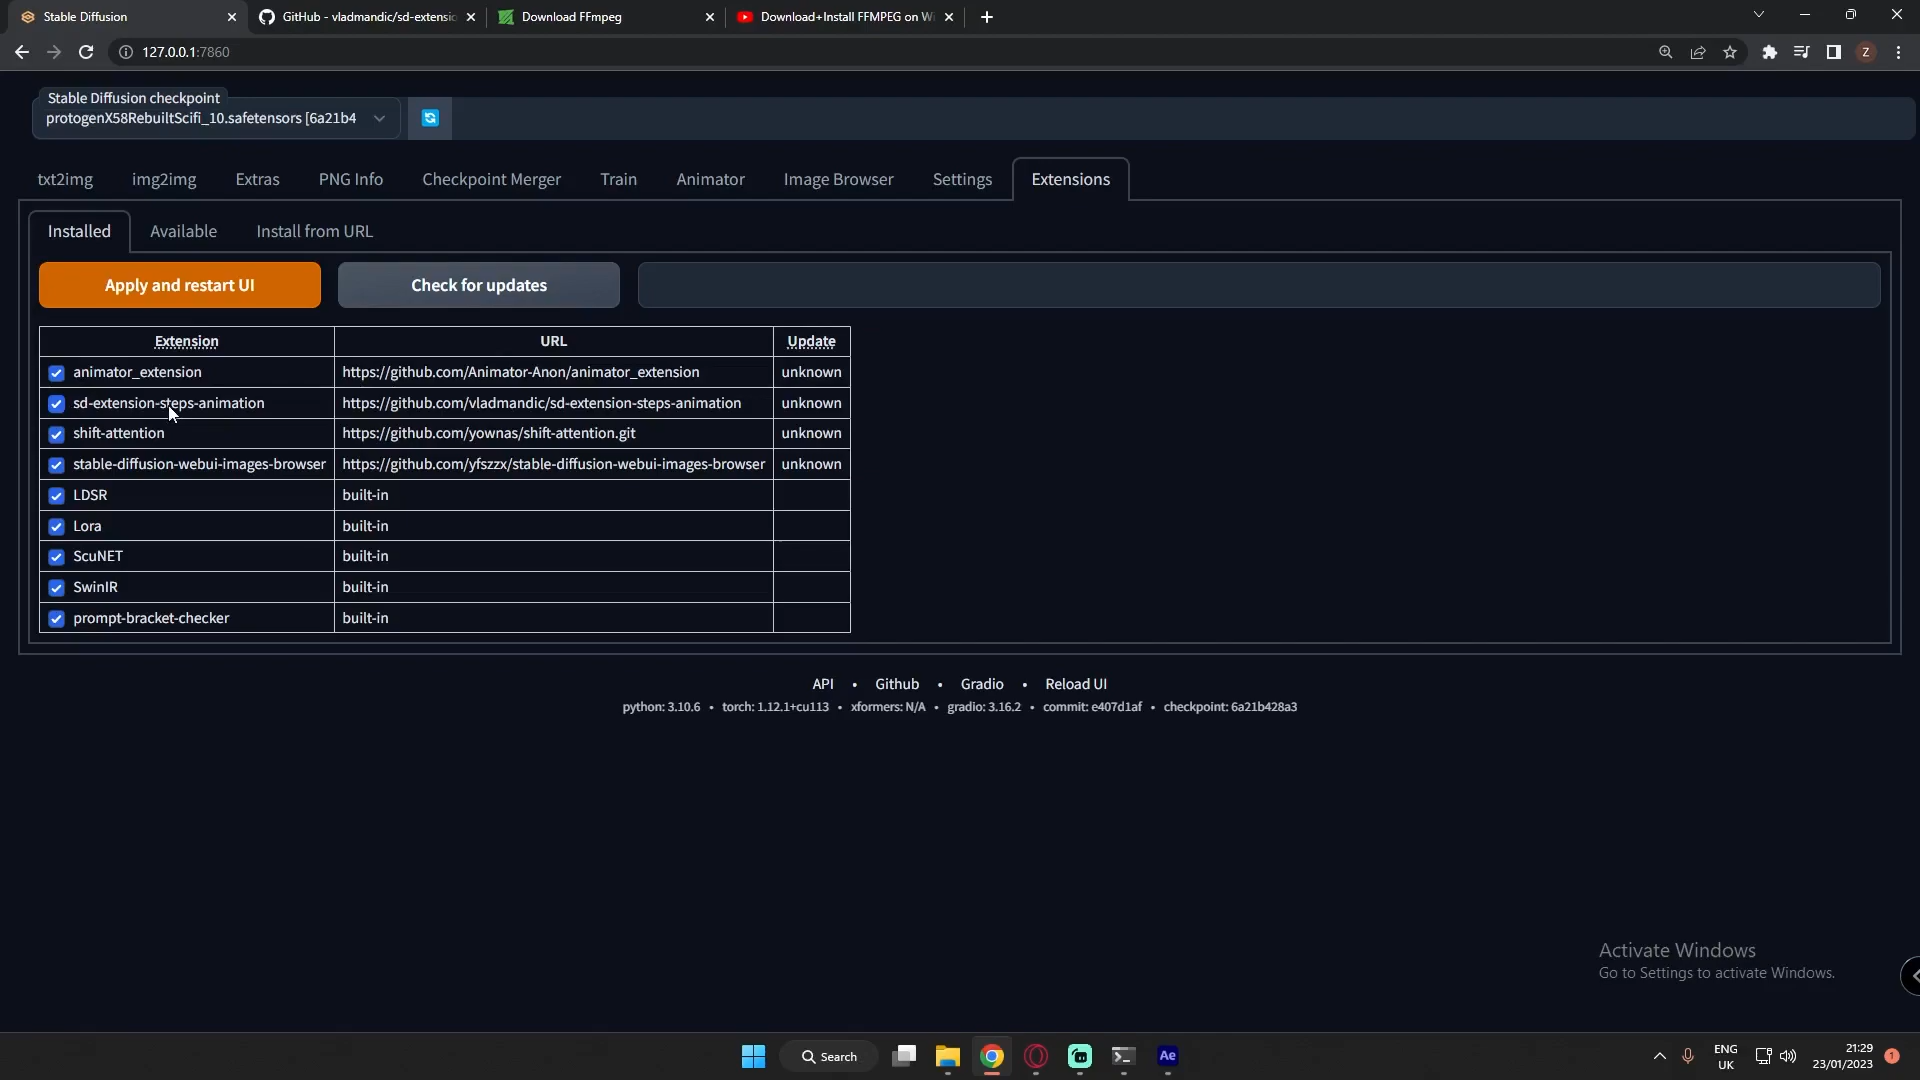 Stable Diffusion
GitHub - vladmandic/sd-extensio
Download FFmpeg
Download+Install FFMPEG on Wi
127.0.0.1:7860
Z
Stable Diffusion checkpoint
protogenX58RebuiltScifi_10.safetensors [6a21b4
txt2img
img2img
Extras
PNG Info
Checkpoint Merger
Train
Animator
Image Browser
Settings
Extensions
Installed
Available
Install from URL
Apply and restart UI
Check for updates
Extension URL Update
animator_extension https://github.com/Animator-Anon/animator_extension unknown
sd-extension-steps-animation https://github.com/vladmandic/sd-extension-steps-animation unknown
shift-attention https://github.com/yownas/shift-attention.git unknown
stable-diffusion-webui-images-browser https://github.com/yfszzx/stable-diffusion-webui-images-browser unknown
LDSR built-in
Lora built-in
ScuNET built-in
SwinIR built-in
prompt-bracket-checker built-in
API • Github • Gradio • Reload UI
python: 3.10.6 • torch: 1.12.1+cu113 • xformers: N/A • gradio: 3.16.2 • commit: e407d1af • checkpoint: 6a21b428a3
Activate Windows
Go to Settings to activate Windows.
Search
Ae
ENG
UK
21:29
23/01/2023
1